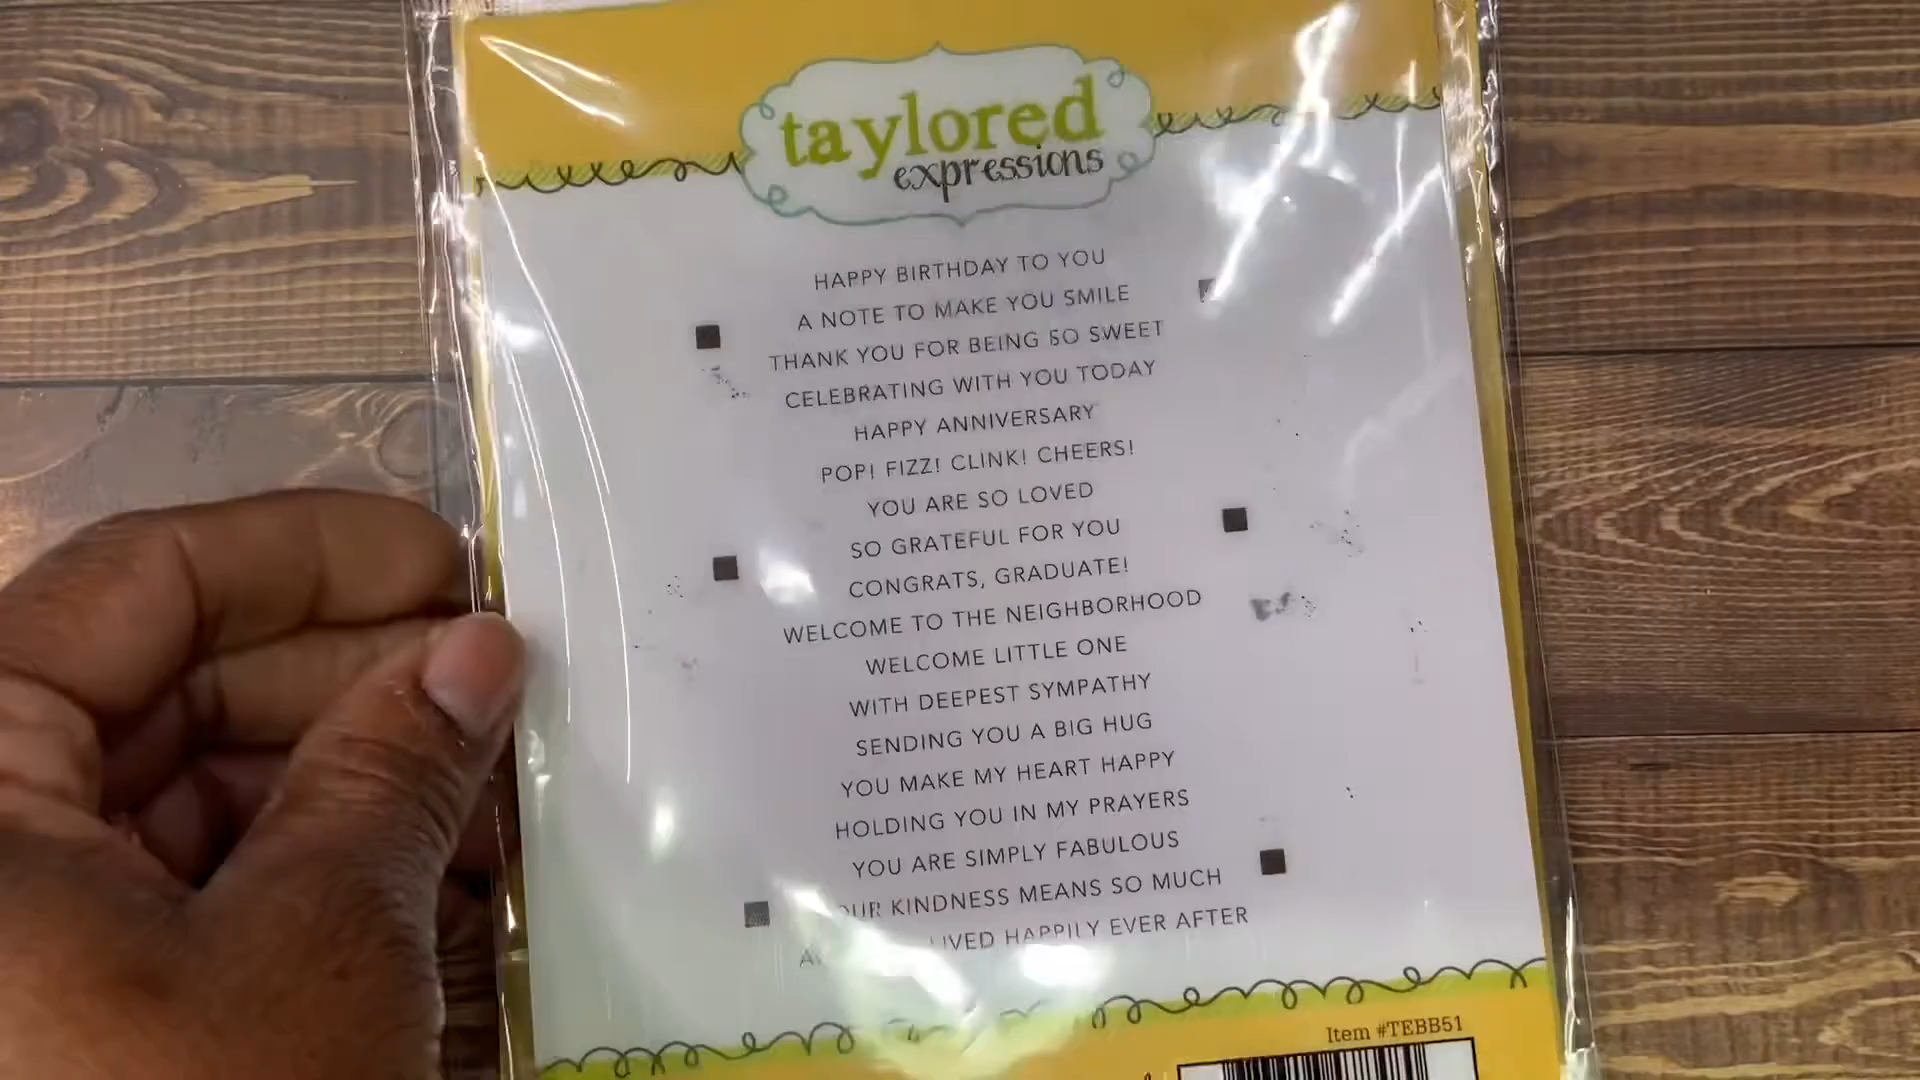 taylored
expressions
HAPPY BIRTHDAY TO YOU
A NOTE TO MAKE YOU SMILE
THANK YOU FOR BEING SO SWEET
CELEBRATING WITH YOU TODAY
HAPPY ANNIVERSARY
POP! FIZZ! CLINK! CHEERS!
YOU ARE SO LOVED
SO GRATEFUL FOR YOU
CONGRATS, GRADUATE!
WELCOME TO THE NEIGHBORHOOD
WELCOME LITTLE ONE
WITH DEEPEST SYMPATHY
SENDING YOU A BIG HUG
YOU MAKE MY HEART HAPPY
HOLDING YOU IN MY PRAYERS
YOU ARE SIMPLY FABULOUS
KINDNESS MEANS SO MUCH
HAPPILY EVER AFTER
Item #TEBB51